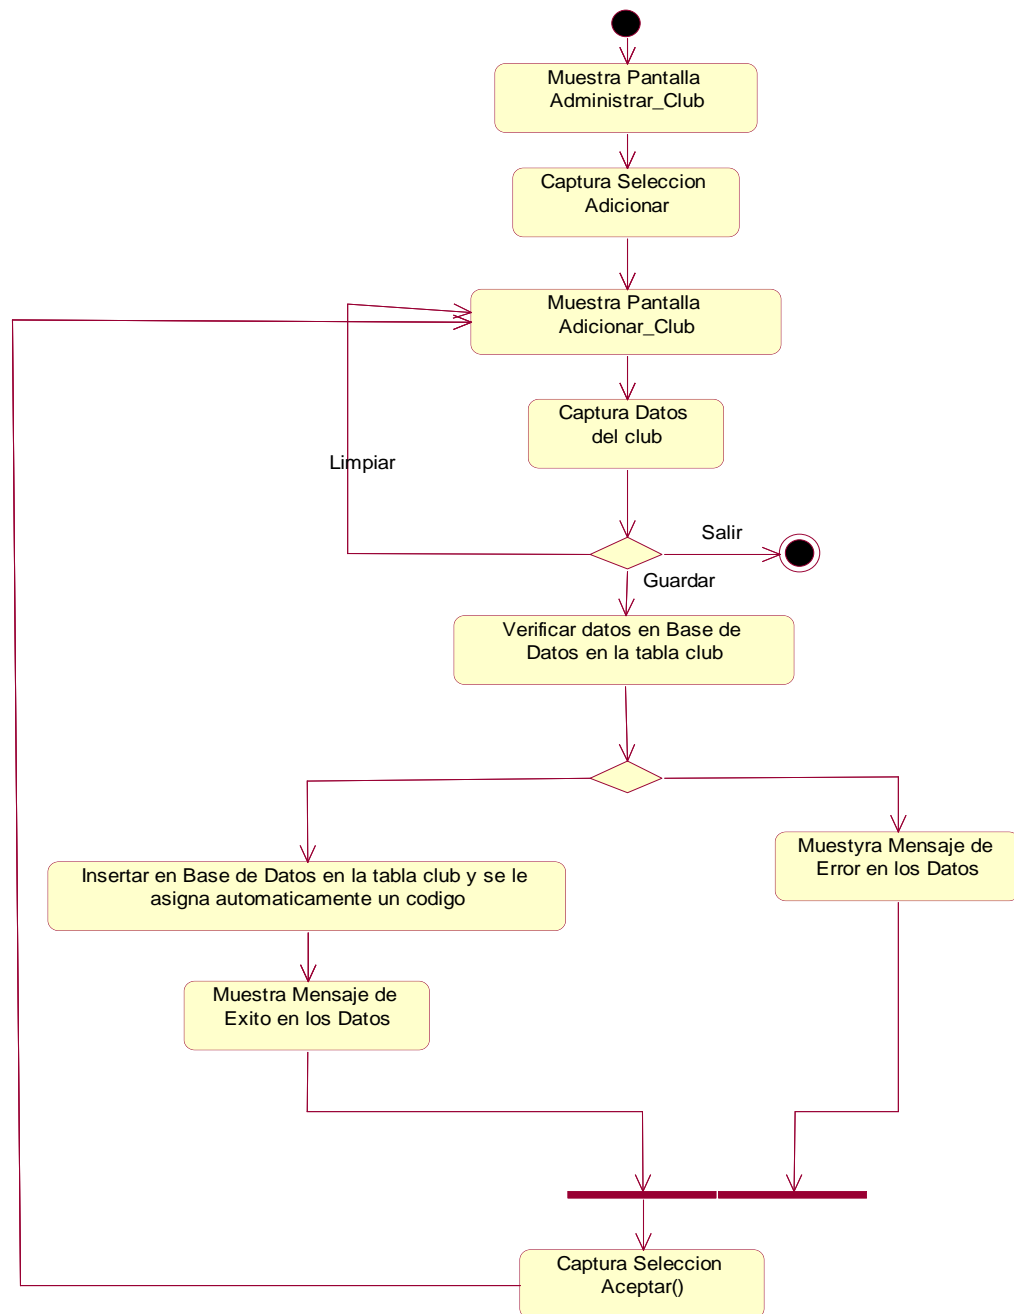 Muestra Pantalla
Administrar_Club
Captura Seleccion
Adicionar
Muestra Pantalla
Adicionar_Club
Captura Datos
del club
Limpiar
Salir
Guardar
Verificar datos en Base de
Datos en la tabla club
Muestyra Mensaje de
Error en los Datos
Insertar en Base de Datos en la tabla club y se le
asigna automaticamente un codigo
Muestra Mensaje de
Exito en los Datos
Captura Seleccion
Aceptar()